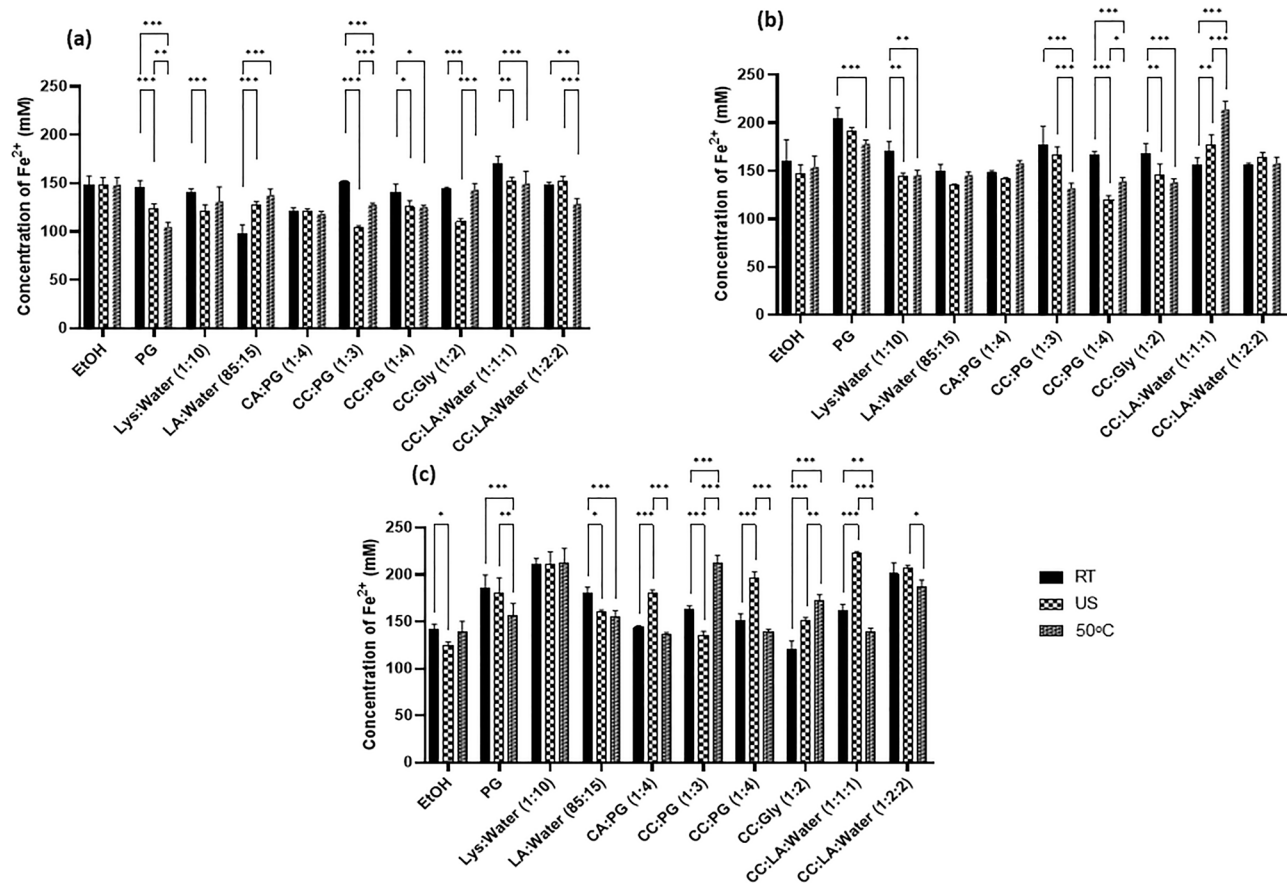 (a)
Concentration of Fe2+ (mM)
250
200
150
100
50
0
*** *** ** *** *** *** *** *** *** *** * * *** *** *** ** ** ***
EtOH
PG
Lys:Water (1:10)
LA:Water (85:15)
CA:PG (1:4)
CC:PG (1:3)
CC:PG (1:4)
CC:Gly (1:2)
CC:LA:Water (1:1:1)
CC:LA:Water (1:2:2)
(b)
Concentration of Fe2+ (mM)
250
200
150
100
50
0
*** ** ** *** *** *** * *** *** ** *** *** **
EtOH
PG
Lys:Water (1:10)
LA:Water (85:15)
CA:PG (1:4)
CC:PG (1:3)
CC:PG (1:4)
CC:Gly (1:2)
CC:LA:Water (1:1:1)
CC:LA:Water (1:2:2)
(c)
Concentration of Fe2+ (mM)
250
200
150
100
50
0
* *** ** *** * *** *** *** *** *** *** *** *** *** ** ** *** *** *
EtOH
PG
Lys:Water (1:10)
LA:Water (85:15)
CA:PG (1:4)
CC:PG (1:3)
CC:PG (1:4)
CC:Gly (1:2)
CC:LA:Water (1:1:1)
CC:LA:Water (1:2:2)
RT
US
50ºC